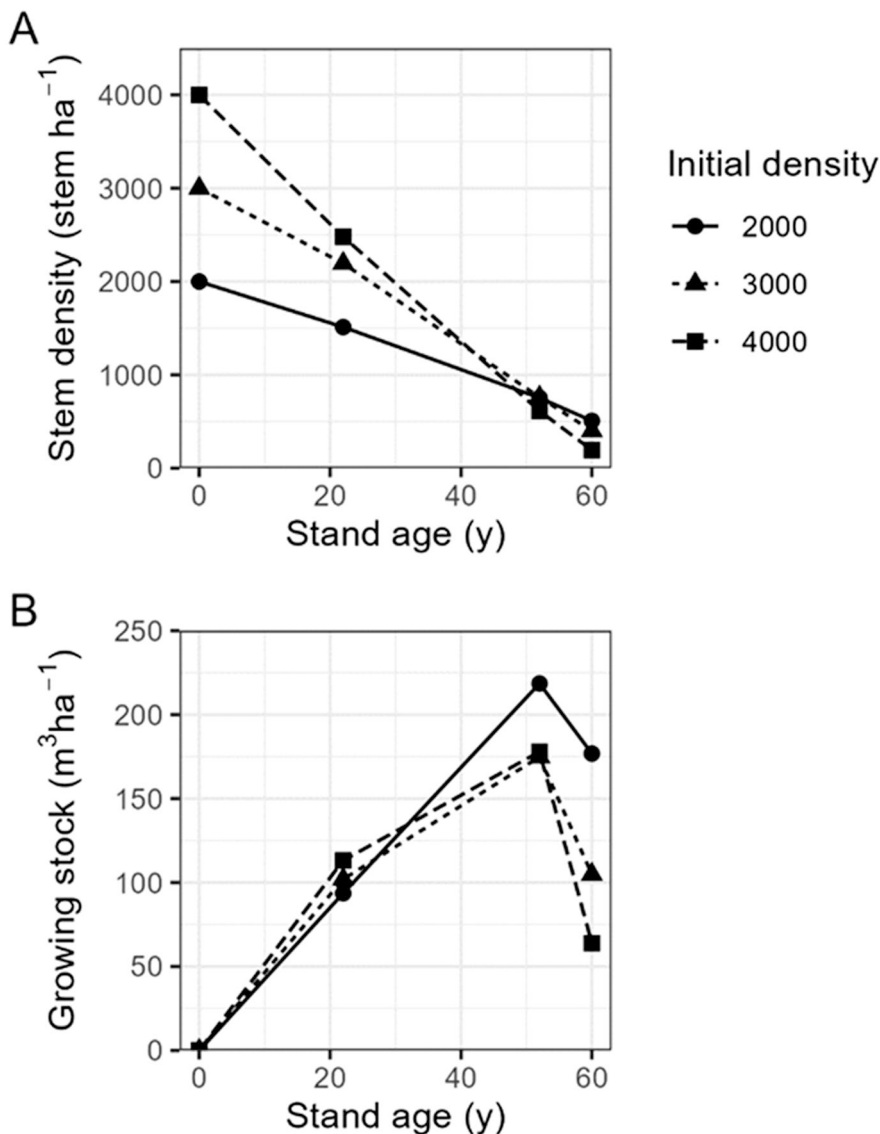 A
Stem density (stem ha⁻¹)
4000
3000
2000
1000
0
0 20 40 60
Stand age (y)
Initial density
2000
3000
4000
B
Growing stock (m³ha⁻¹)
250
200
150
100
50
0
0 20 40 60
Stand age (y)